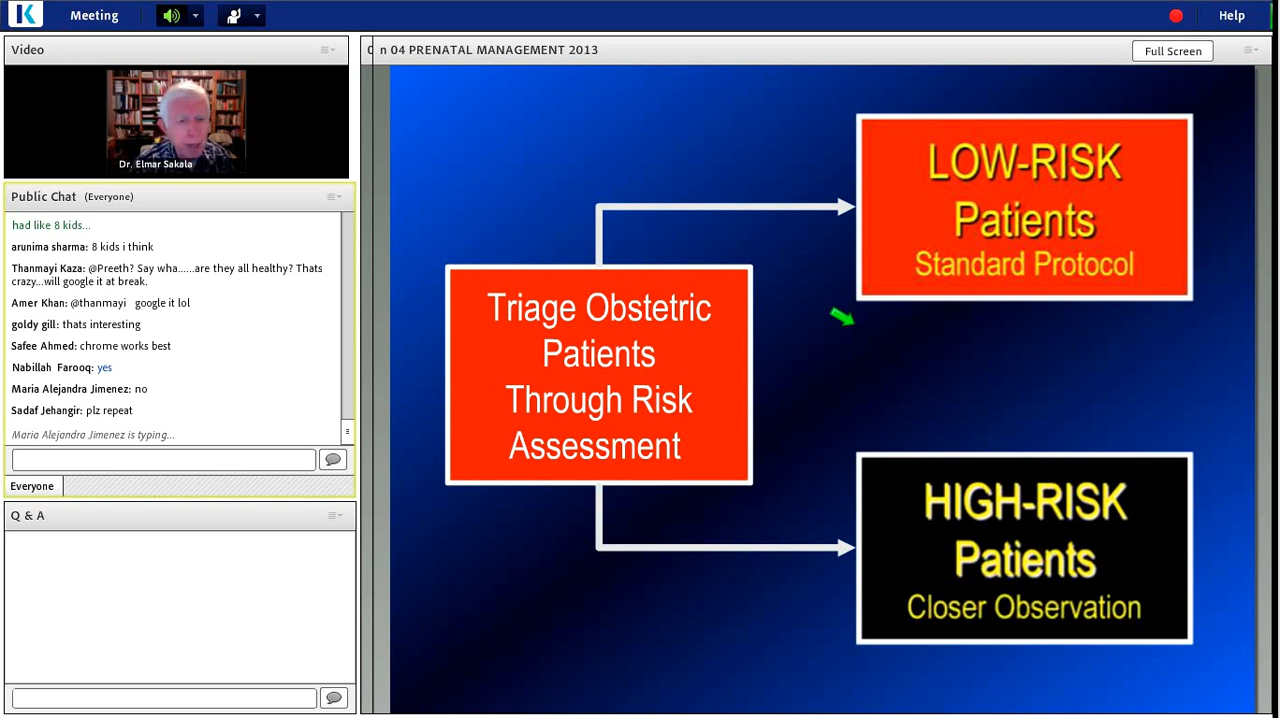 K Meeting Help
Video
Dr. Elmar Sakala
Public Chat (Everyone)
had like 8 kids...
arunima sharma: 8 kids i think
Thanmayi Kaza: @Preeth? Say wha......are they all healthy? Thats
crazy...will google it at break.
Amer Khan: @thanmayi google it lol
goldy gill: thats interesting
Safee Ahmed: chrome works best
Nabillah Farooq: yes
Maria Alejandra Jimenez: no
Sadaf Jehangir: plz repeat
Maria Alejandra Jimenez is typing...
Everyone
Q & A
n 04 PRENATAL MANAGEMENT 2013
Full Screen
Triage Obstetric
Patients
Through Risk
Assessment
LOW-RISK
Patients
Standard Protocol
HIGH-RISK
Patients
Closer Observation